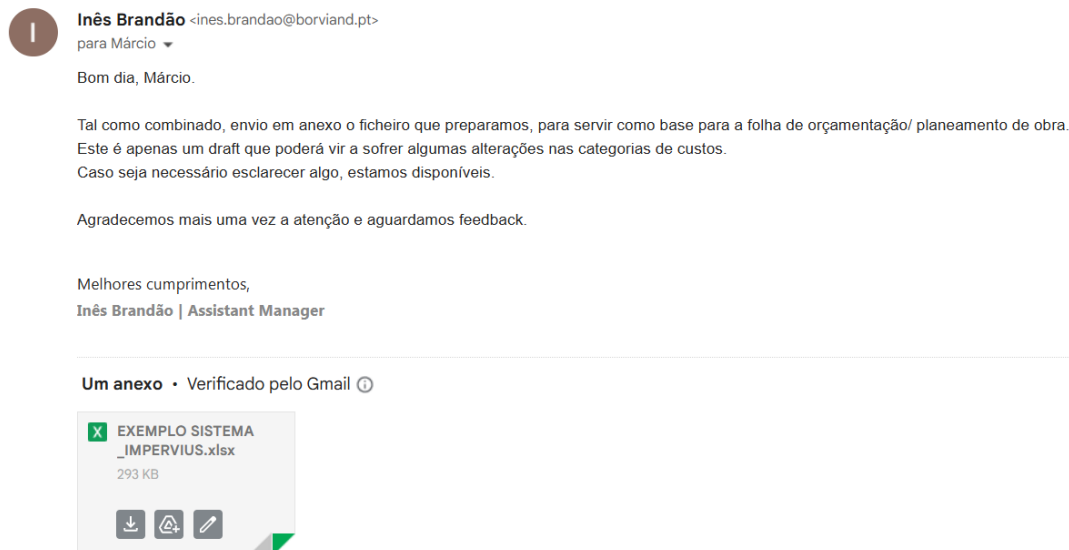 I
Inês Brandão <ines.brandao@borviand.pt>
para Márcio
Bom dia, Márcio.
Tal como combinado, envio em anexo o ficheiro que preparamos, para servir como base para a folha de orçamentação/ planeamento de obra.
Este é apenas um draft que poderá vir a sofrer algumas alterações nas categorias de custos.
Caso seja necessário esclarecer algo, estamos disponíveis.
Agradecemos mais uma vez a atenção e aguardamos feedback.
Melhores cumprimentos,
Inês Brandão | Assistant Manager
Um anexo • Verificado pelo Gmail
X EXEMPLO SISTEMA
_IMPERVIUS.xlsx
293 KB